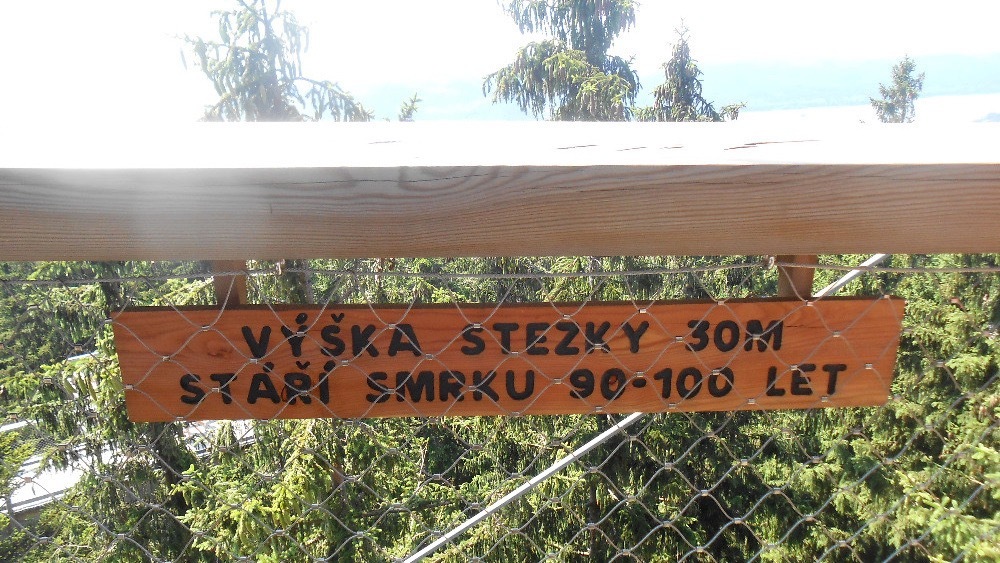 VÝŠKA STEZKY 30M
STÁŘÍ SMRKU 90-100 LET